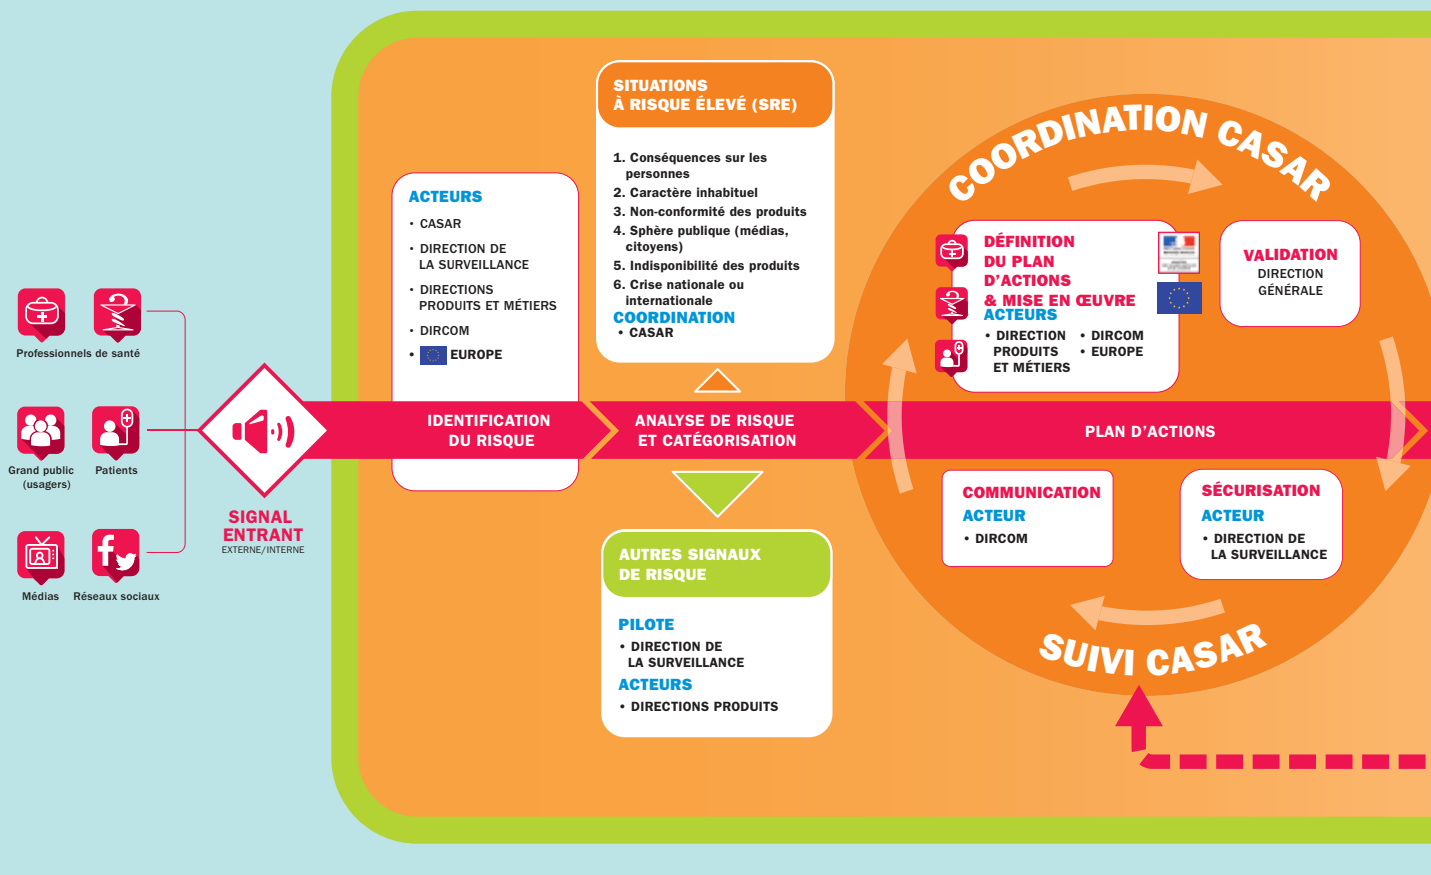 Professionnels de santé
Grand public
(usagers)
Patients
Médias
Réseaux sociaux
SIGNAL
ENTRANT
EXTERNE/INTERNE
ACTEURS
• CASAR
• DIRECTION DE
LA SURVEILLANCE
• DIRECTIONS
PRODUITS ET MÉTIERS
• DIRCOM
• EUROPE
IDENTIFICATION
DU RISQUE
SITUATIONS
À RISQUE ÉLEVÉ (SRE)
1. Conséquences sur les
personnes
2. Caractère inhabituel
3. Non-conformité des produits
4. Sphère publique (médias,
citoyens)
5. Indisponibilité des produits
6. Crise nationale ou
internationale
COORDINATION
• CASAR
ANALYSE DE RISQUE
ET CATÉGORISATION
AUTRES SIGNAUX
DE RISQUE
PILOTE
• DIRECTION DE
LA SURVEILLANCE
ACTEURS
• DIRECTIONS PRODUITS
COORDINATION CASAR
DÉFINITION
DU PLAN
D'ACTIONS
& MISE EN ŒUVRE
ACTEURS
• DIRECTION
PRODUITS
ET MÉTIERS
• DIRCOM
• EUROPE
VALIDATION
DIRECTION
GÉNÉRALE
PLAN D'ACTIONS
COMMUNICATION
ACTEUR
• DIRCOM
SÉCURISATION
ACTEUR
• DIRECTION DE
LA SURVEILLANCE
SUIVI CASAR